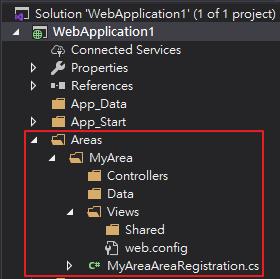 Solution 'WebApplication1' (1 of 1 project)
WebApplication1
Connected Services
Properties
References
App_Data
App_Start
Areas
MyArea
Controllers
Data
Views
Shared
web.config
C# MyAreaAreaRegistration.cs